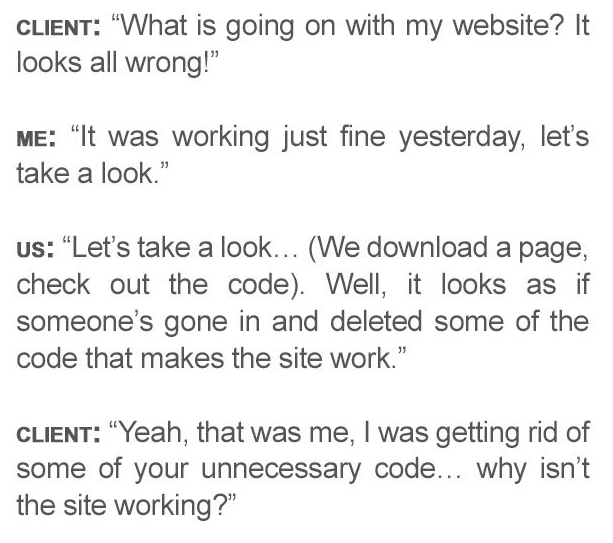 CLIENT: “What is going on with my website? It
looks all wrong!”
ME: “It was working just fine yesterday, let’s
take a look.”
US: “Let’s take a look… (We download a page,
check out the code). Well, it looks as if
someone’s gone in and deleted some of the
code that makes the site work.”
CLIENT: “Yeah, that was me, I was getting rid of
some of your unnecessary code… why isn’t
the site working?”